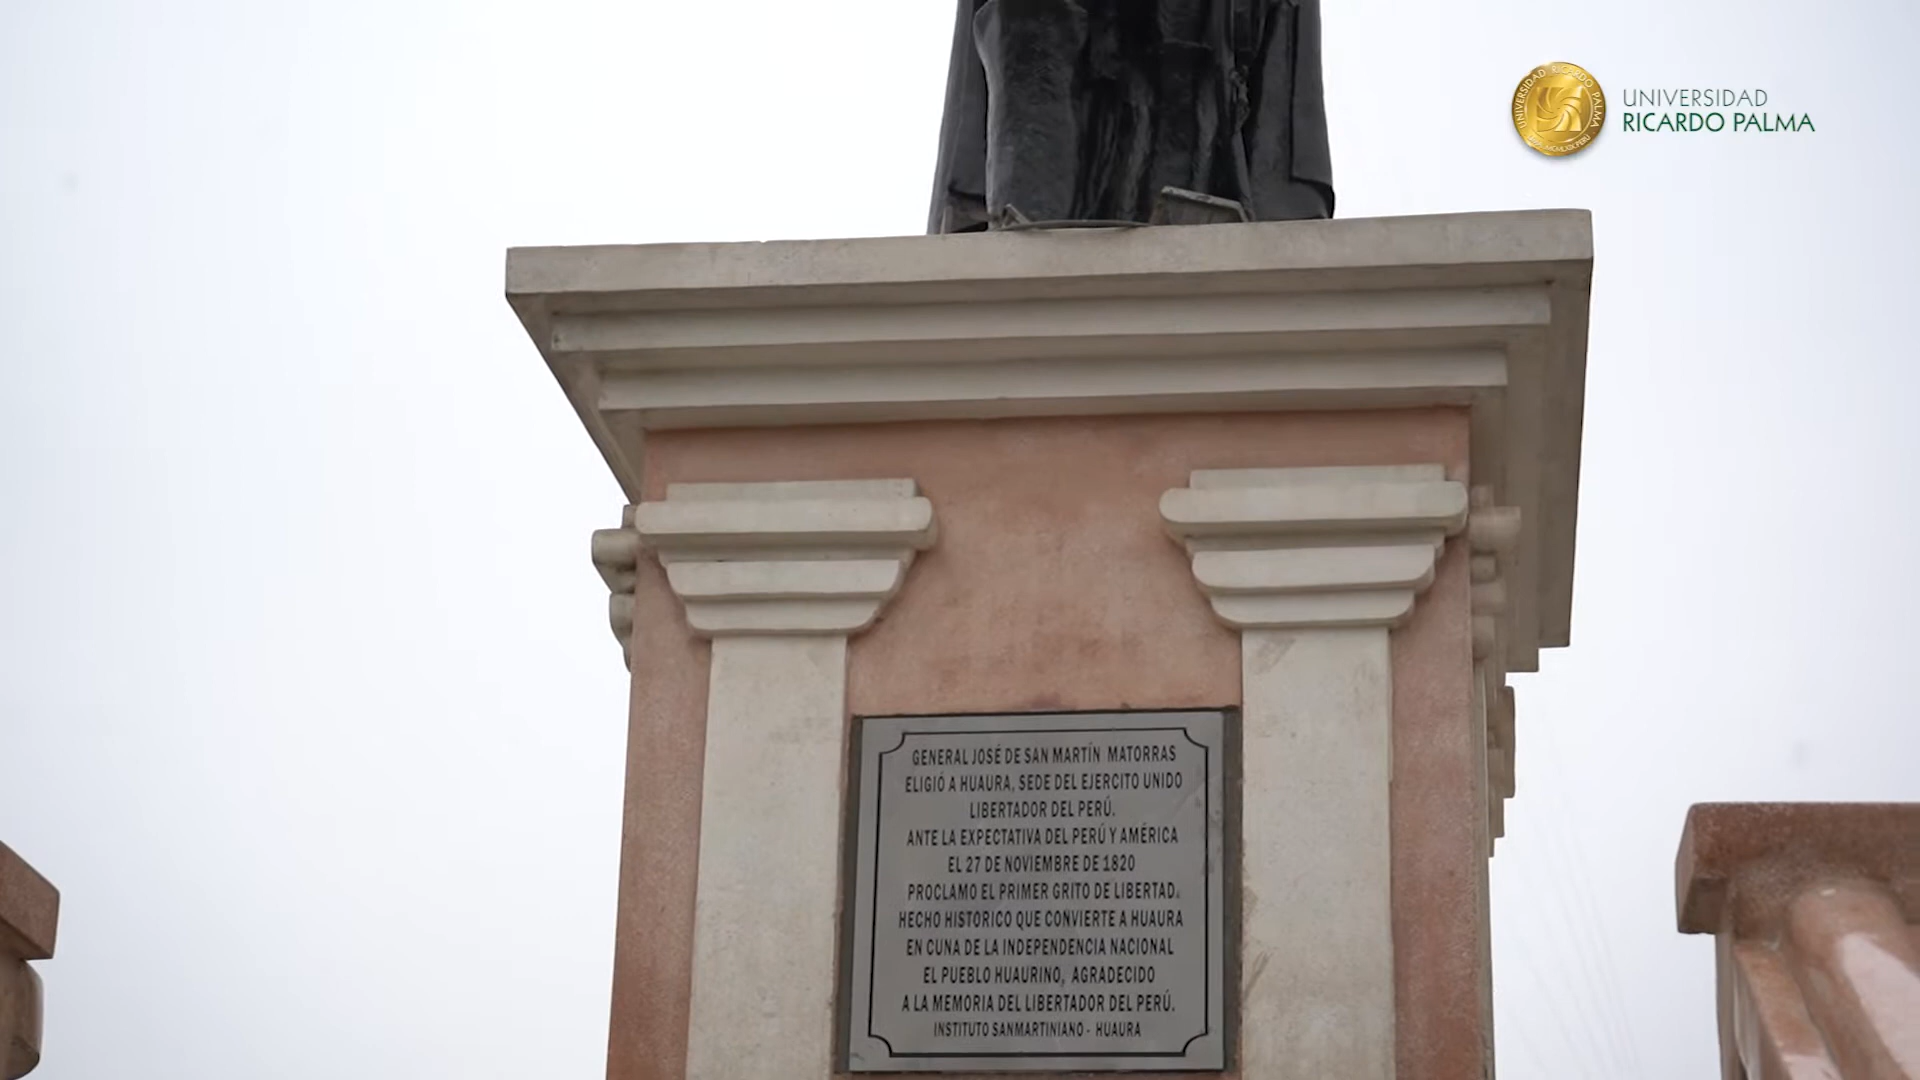 UNIVERSIDAD
RICARDO PALMA
UNIVERSIDAD RICARDO PALMA
GENERAL JOSÉ DE SAN MARTÍN MATORRAS
ELIGIÓ A HUAURA, SEDE DEL EJERCITO UNIDO
LIBERTADOR DEL PERÚ.
ANTE LA EXPECTATIVA DEL PERÚ Y AMÉRICA
EL 27 DE NOVIEMBRE DE 1820
PROCLAMO EL PRIMER GRITO DE LIBERTAD.
HECHO HISTORICO QUE CONVIERTE A HUAURA
EN CUNA DE LA INDEPENDENCIA NACIONAL
EL PUEBLO HUAURINO, AGRADECIDO
A LA MEMORIA DEL LIBERTADOR DEL PERÚ.
INSTITUTO SANMARTINIANO - HUAURA